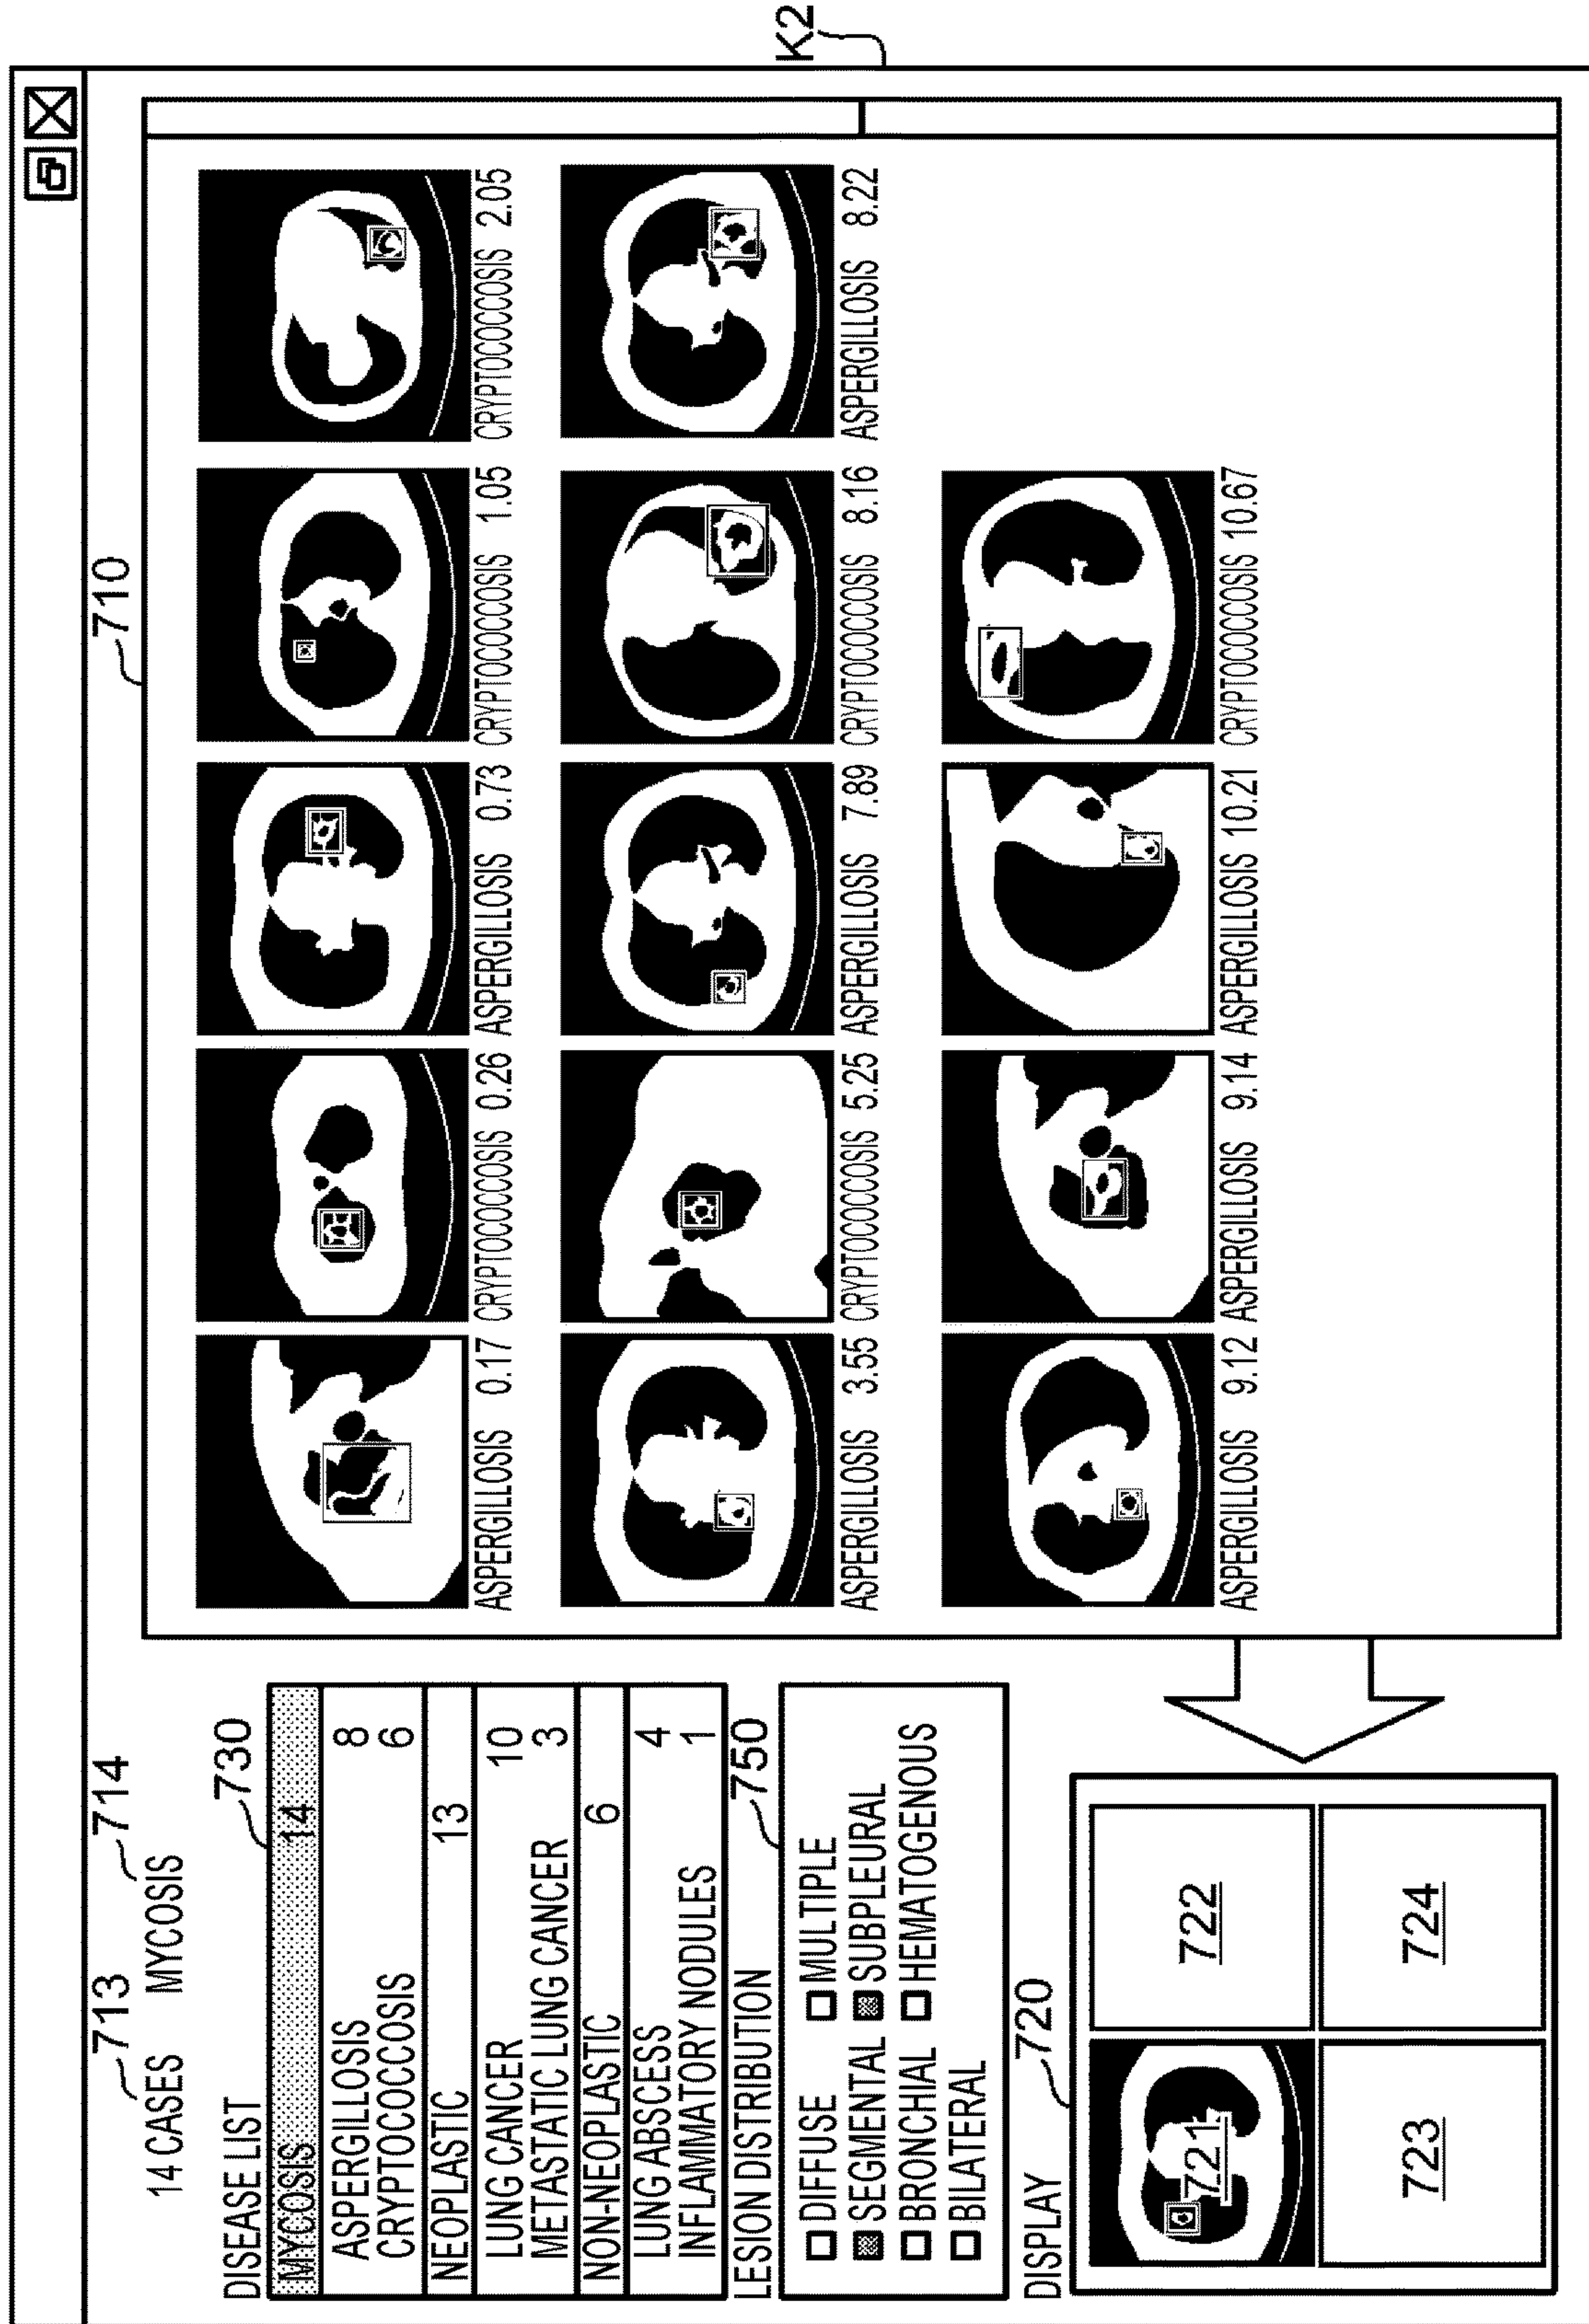 K2
713
714
14 CASES MYCOSIS
710
DISEASE LIST
730
MYCOSIS 14
ASPERGILLOSIS 8
CRYPTOCOCCOSIS 6
NEOPLASTIC 13
LUNG CANCER 10
METASTATIC LUNG CANCER 3
NON-NEOPLASTIC 6
LUNG ABSCESS 4
INFLAMMATORY NODULES 1
LESION DISTRIBUTION
750
DIFFUSE MULTIPLE
SEGMENTAL SUBPLEURAL
BRONCHIAL HEMATOGENOUS
BILATERAL
DISPLAY
720
721 722
723 724
ASPERGILLOSIS 0.17 CRYPTOCOCCOSIS 0.26 ASPERGILLOSIS 0.73 CRYPTOCOCCOSIS 1.05 CRYPTOCOCCOSIS 2.05
ASPERGILLOSIS 3.55 CRYPTOCOCCOSIS 5.25 ASPERGILLOSIS 7.89 CRYPTOCOCCOSIS 8.16 ASPERGILLOSIS 8.22
ASPERGILLOSIS 9.12 ASPERGILLOSIS 9.14 ASPERGILLOSIS 10.21 CRYPTOCOCCOSIS 10.67